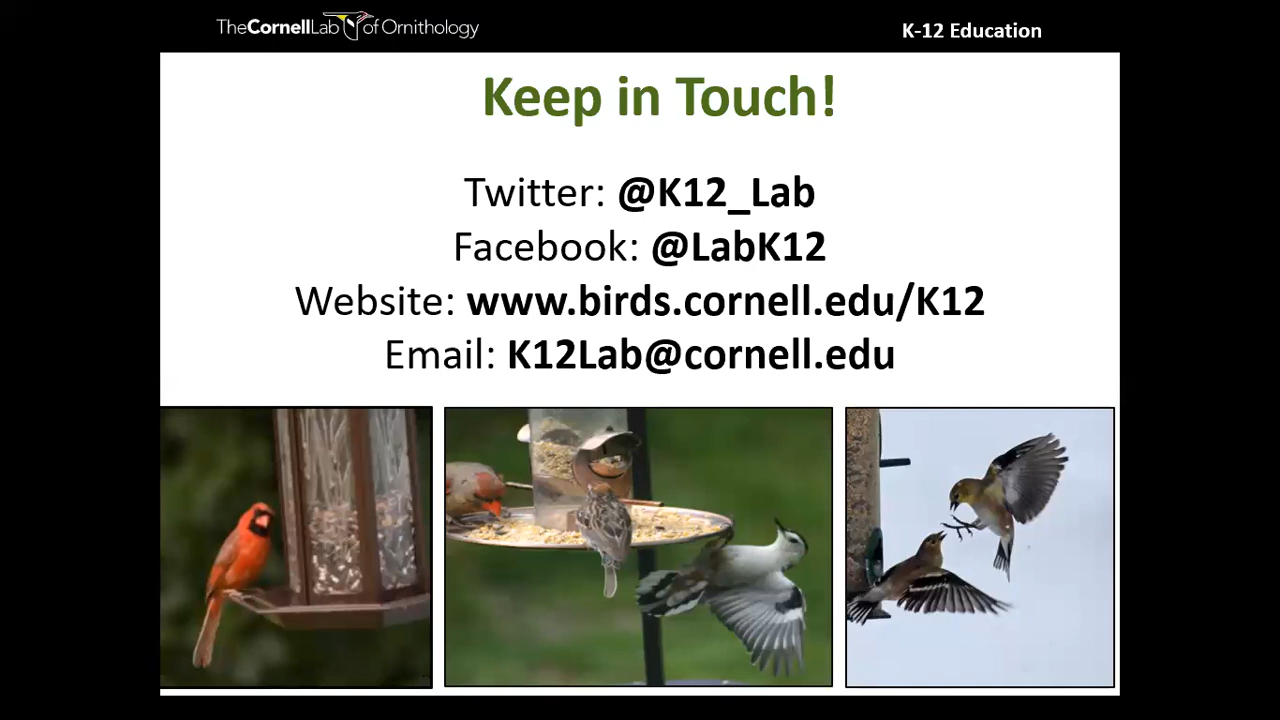 TheCornellLab of Ornithology
K-12 Education
Keep in Touch!
Twitter: @K12_Lab
Facebook: @LabK12
Website: www.birds.cornell.edu/K12
Email: K12Lab@cornell.edu